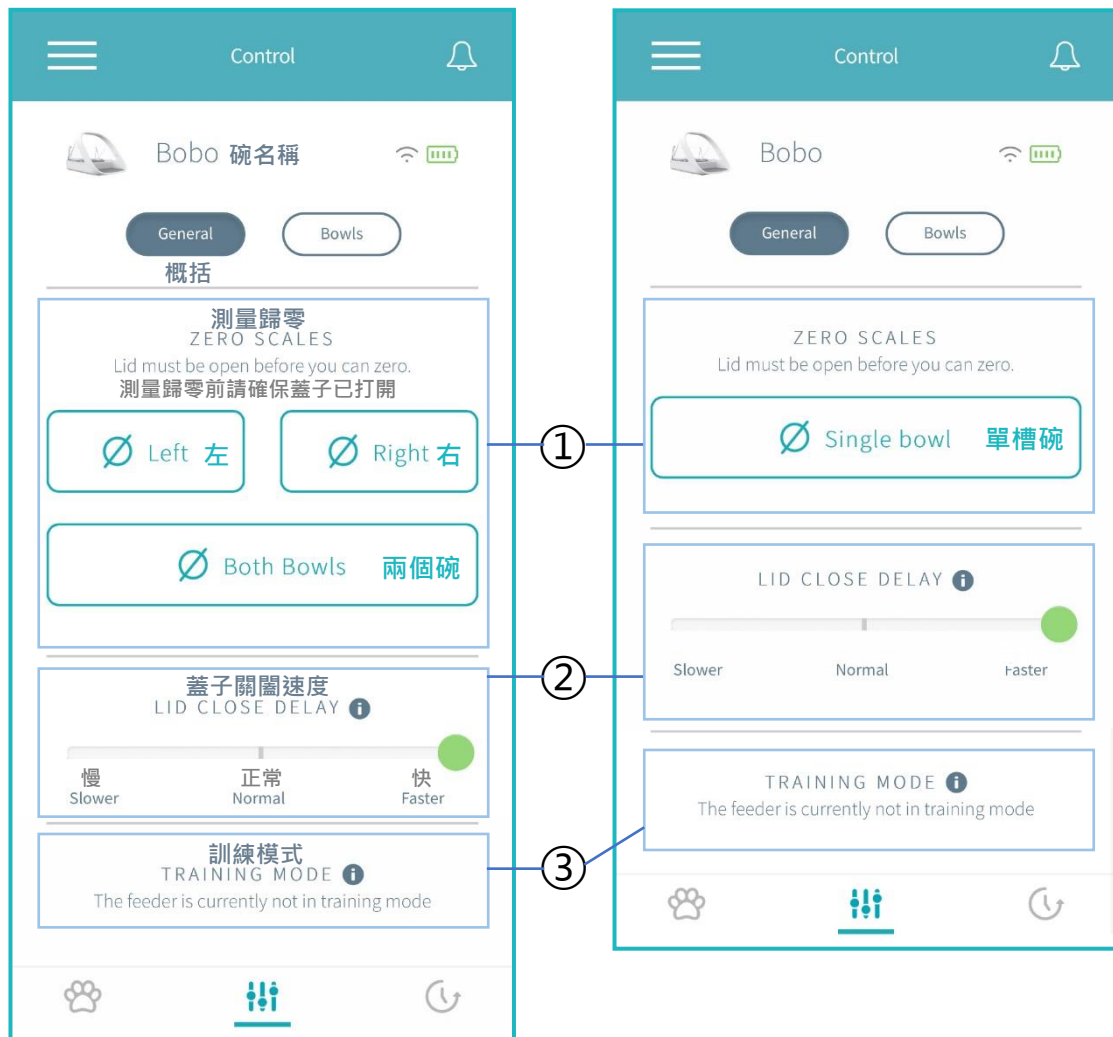 Control
Bobo 碗名稱
General
Bowls
概括
測量歸零
ZERO SCALES
Lid must be open before you can zero.
測量歸零前請確保蓋子已打開
Left 左
Right 右
Both Bowls 兩個碗
蓋子關闔速度
LID CLOSE DELAY
慢
正常
快
Slower
Normal
Faster
訓練模式
TRAINING MODE
The feeder is currently not in training mode
①
②
③
Control
Bobo
General
Bowls
ZERO SCALES
Lid must be open before you can zero.
Single bowl 單槽碗
LID CLOSE DELAY
Slower
Normal
Faster
TRAINING MODE
The feeder is currently not in training mode